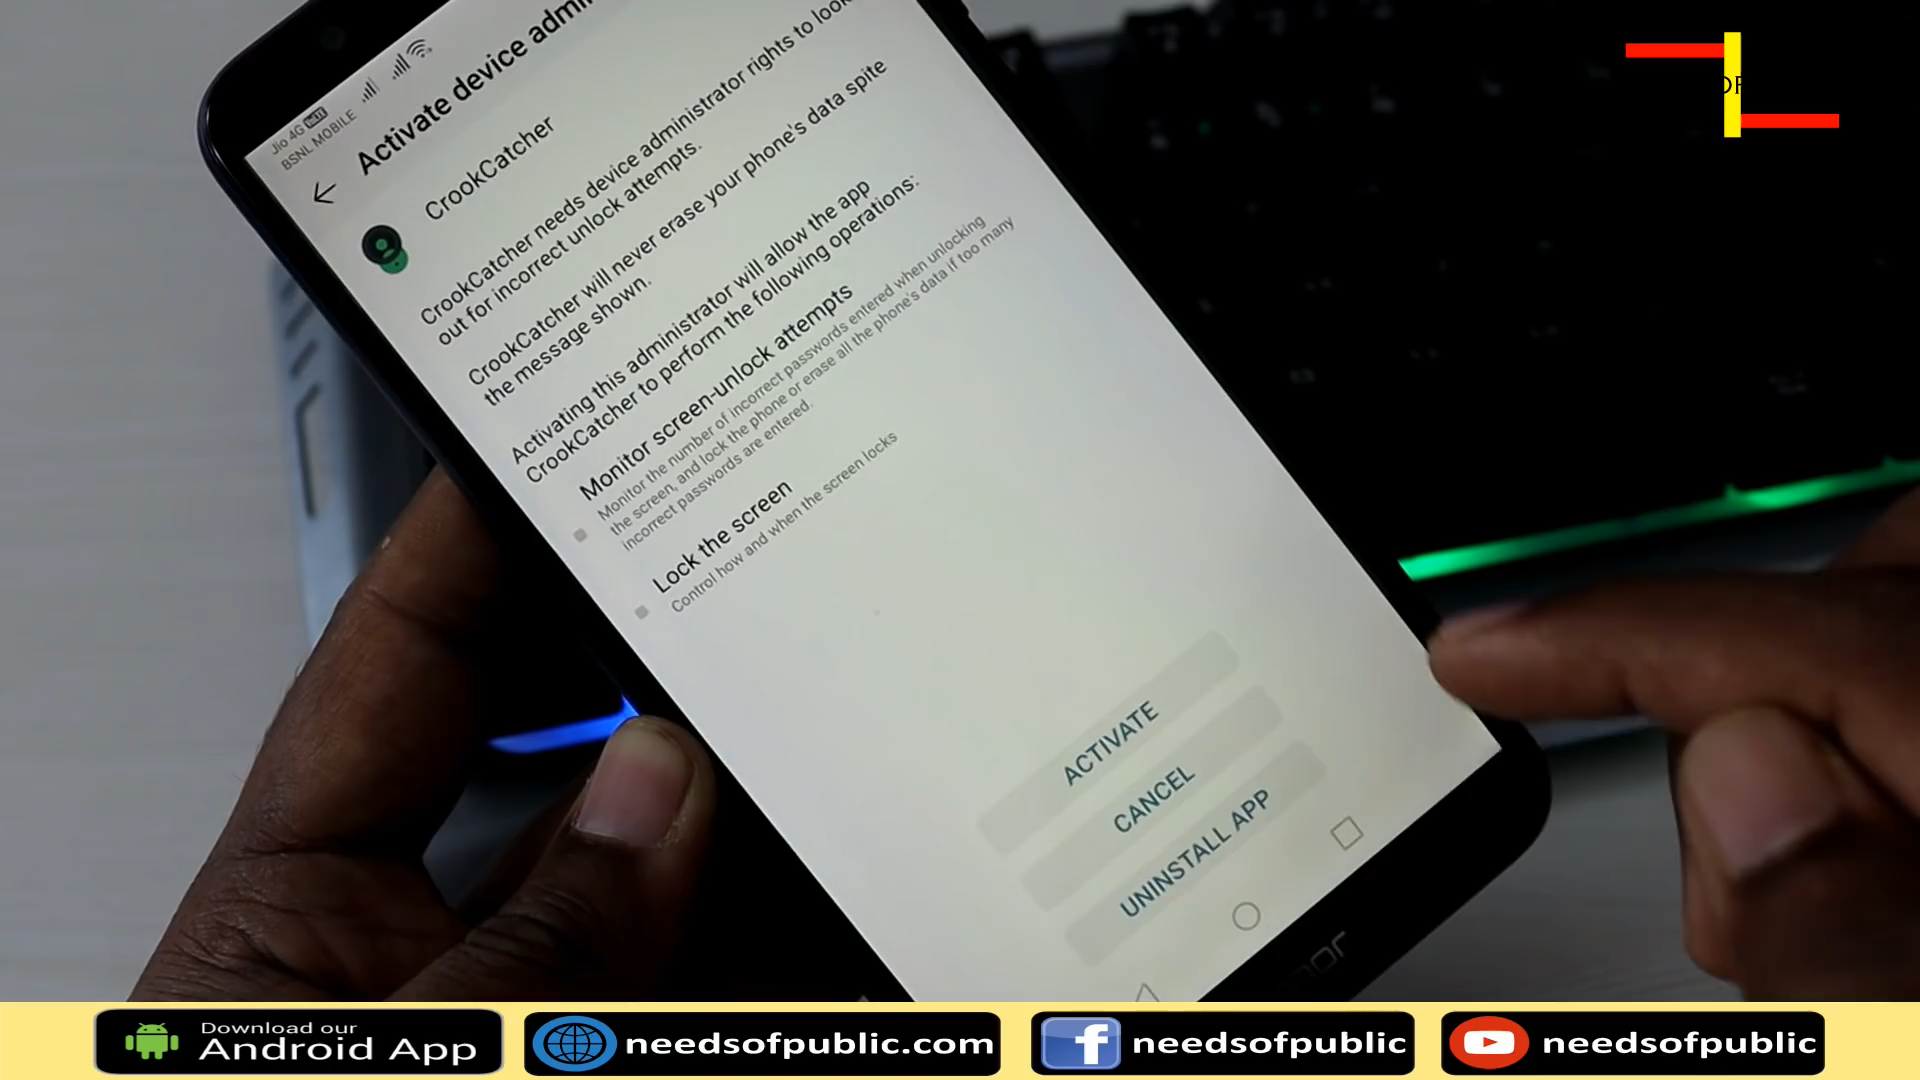 Jio 4G VoLTE
BSNL MOBILE
Activate device admin
CrookCatcher
CrookCatcher needs device administrator rights to look
out for incorrect unlock attempts.
CrookCatcher will never erase your phone's data spite
the message shown.
Activating this administrator will allow the app
CrookCatcher to perform the following operations:
Monitor screen-unlock attempts
Monitor the number of incorrect passwords entered when unlocking
the screen, and lock the phone or erase all the phone's data if too many
incorrect passwords are entered.
Lock the screen
Control how and when the screen locks
ACTIVATE
CANCEL
UNINSTALL APP
Download our
Android App
needsofpublic.com
needsofpublic
needsofpublic